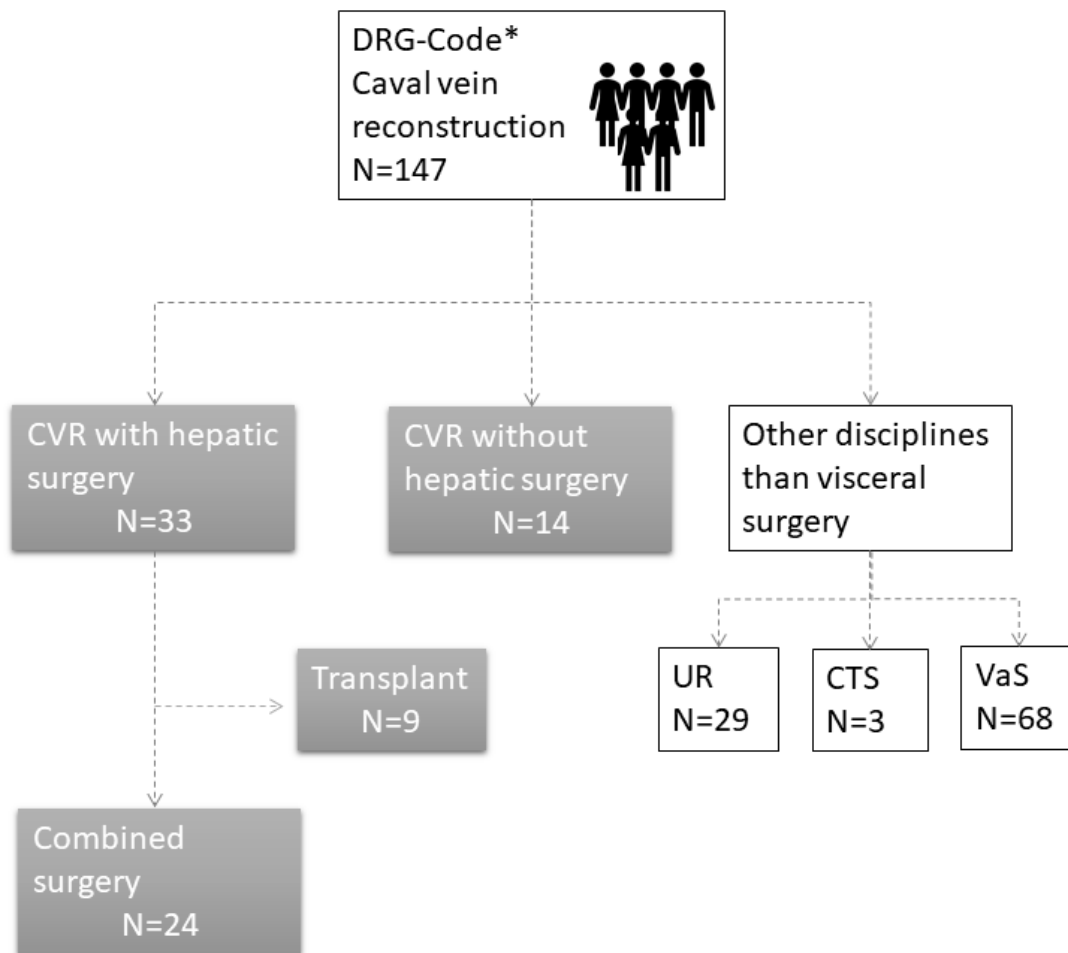 DRG-Code*
Caval vein
reconstruction
N=147
CVR with hepatic
surgery
N=33
CVR without
hepatic surgery
N=14
Other disciplines
than visceral
surgery
UR
N=29
CTS
N=3
VaS
N=68
Transplant
N=9
Combined
surgery
N=24